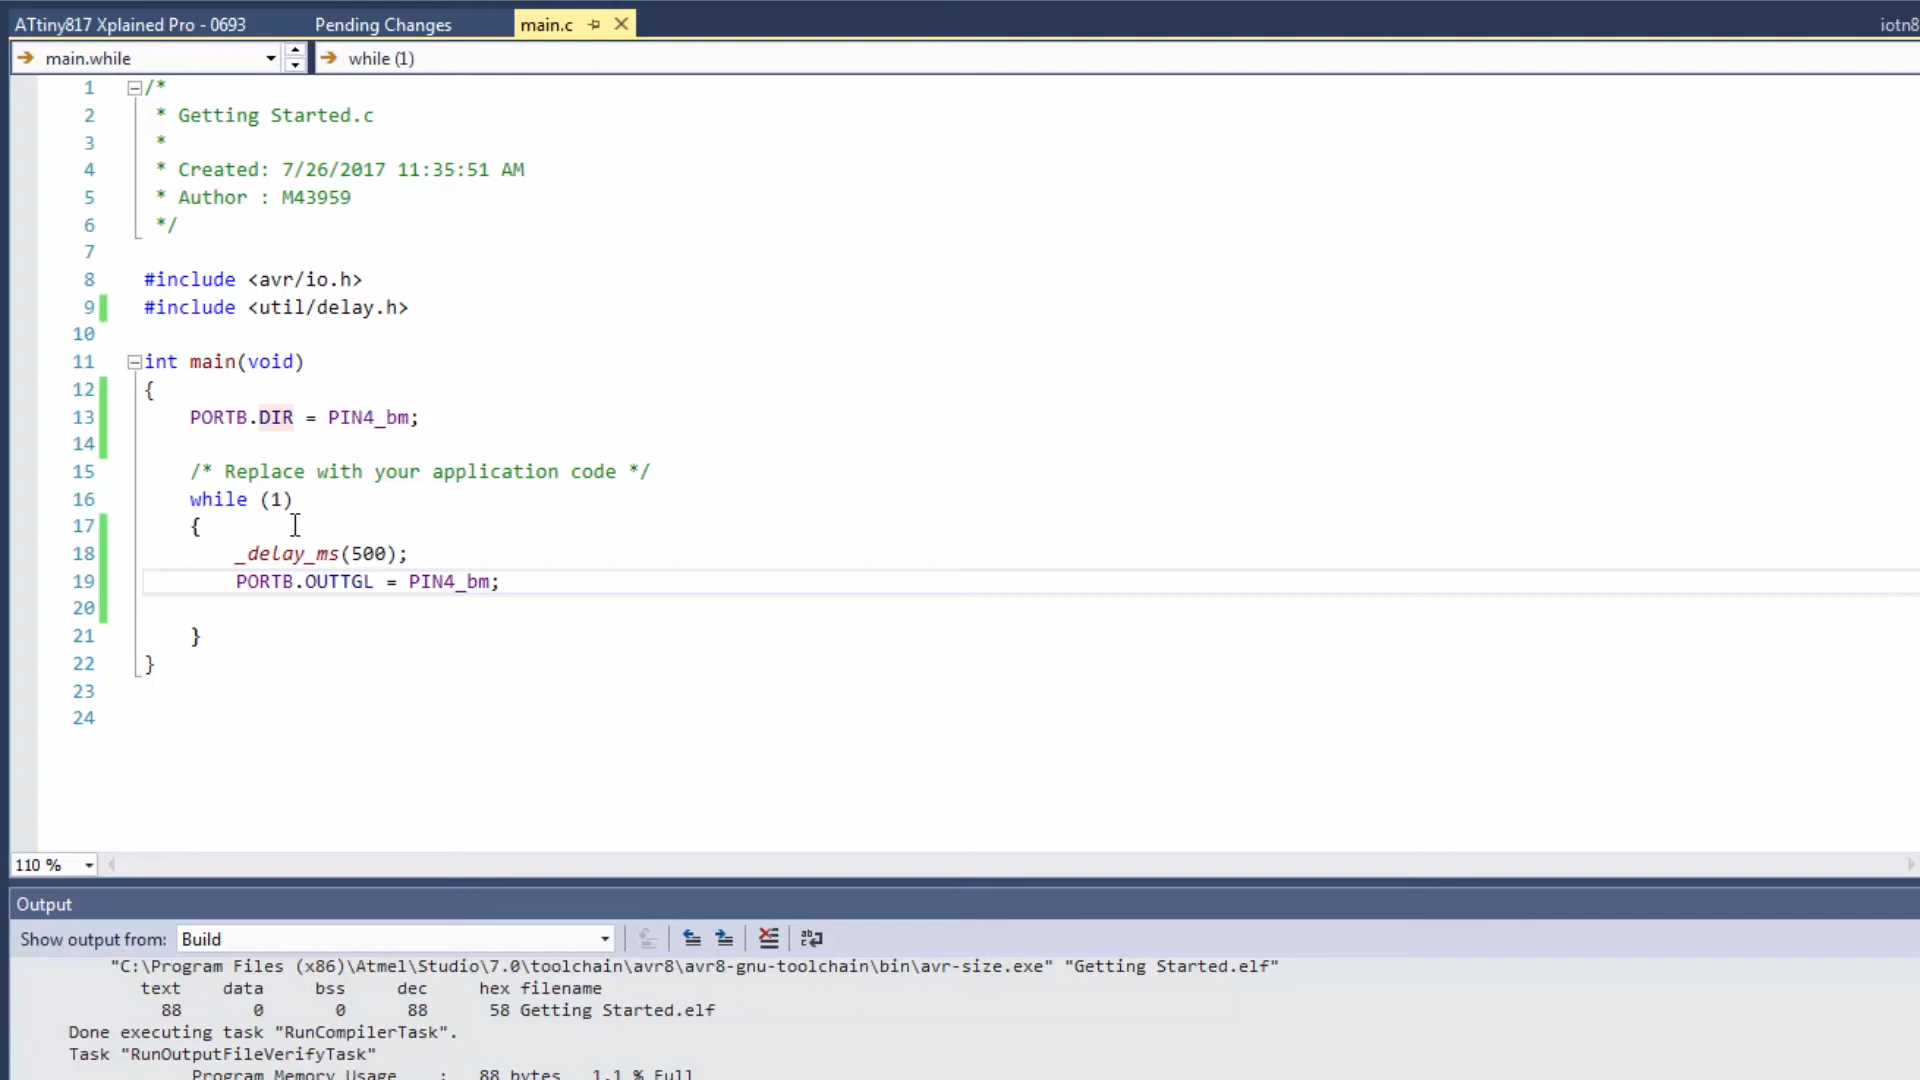 ATtiny817 Xplained Pro - 0693 Pending Changes main.c iotn8
main.while while (1)
1 /*
2 * Getting Started.c
3 *
4 * Created: 7/26/2017 11:35:51 AM
5 * Author : M43959
6 */
7
8 #include <avr/io.h>
9 #include <util/delay.h>
10
11 int main(void)
12 {
13 PORTB.DIR = PIN4_bm;
14
15 /* Replace with your application code */
16 while (1)
17 {
18 _delay_ms(500);
19 PORTB.OUTTGL = PIN4_bm;
20
21 }
22 }
23
24
110 %
Output
Show output from: Build
"C:\Program Files (x86)\Atmel\Studio\7.0\toolchain\avr8\avr8-gnu-toolchain\bin\avr-size.exe" "Getting Started.elf"
text data bss dec hex filename
88 0 0 88 58 Getting Started.elf
Done executing task "RunCompilerTask".
Task "RunOutputFileVerifyTask"
Program Memory Usage : 88 bytes 1.1 % Full